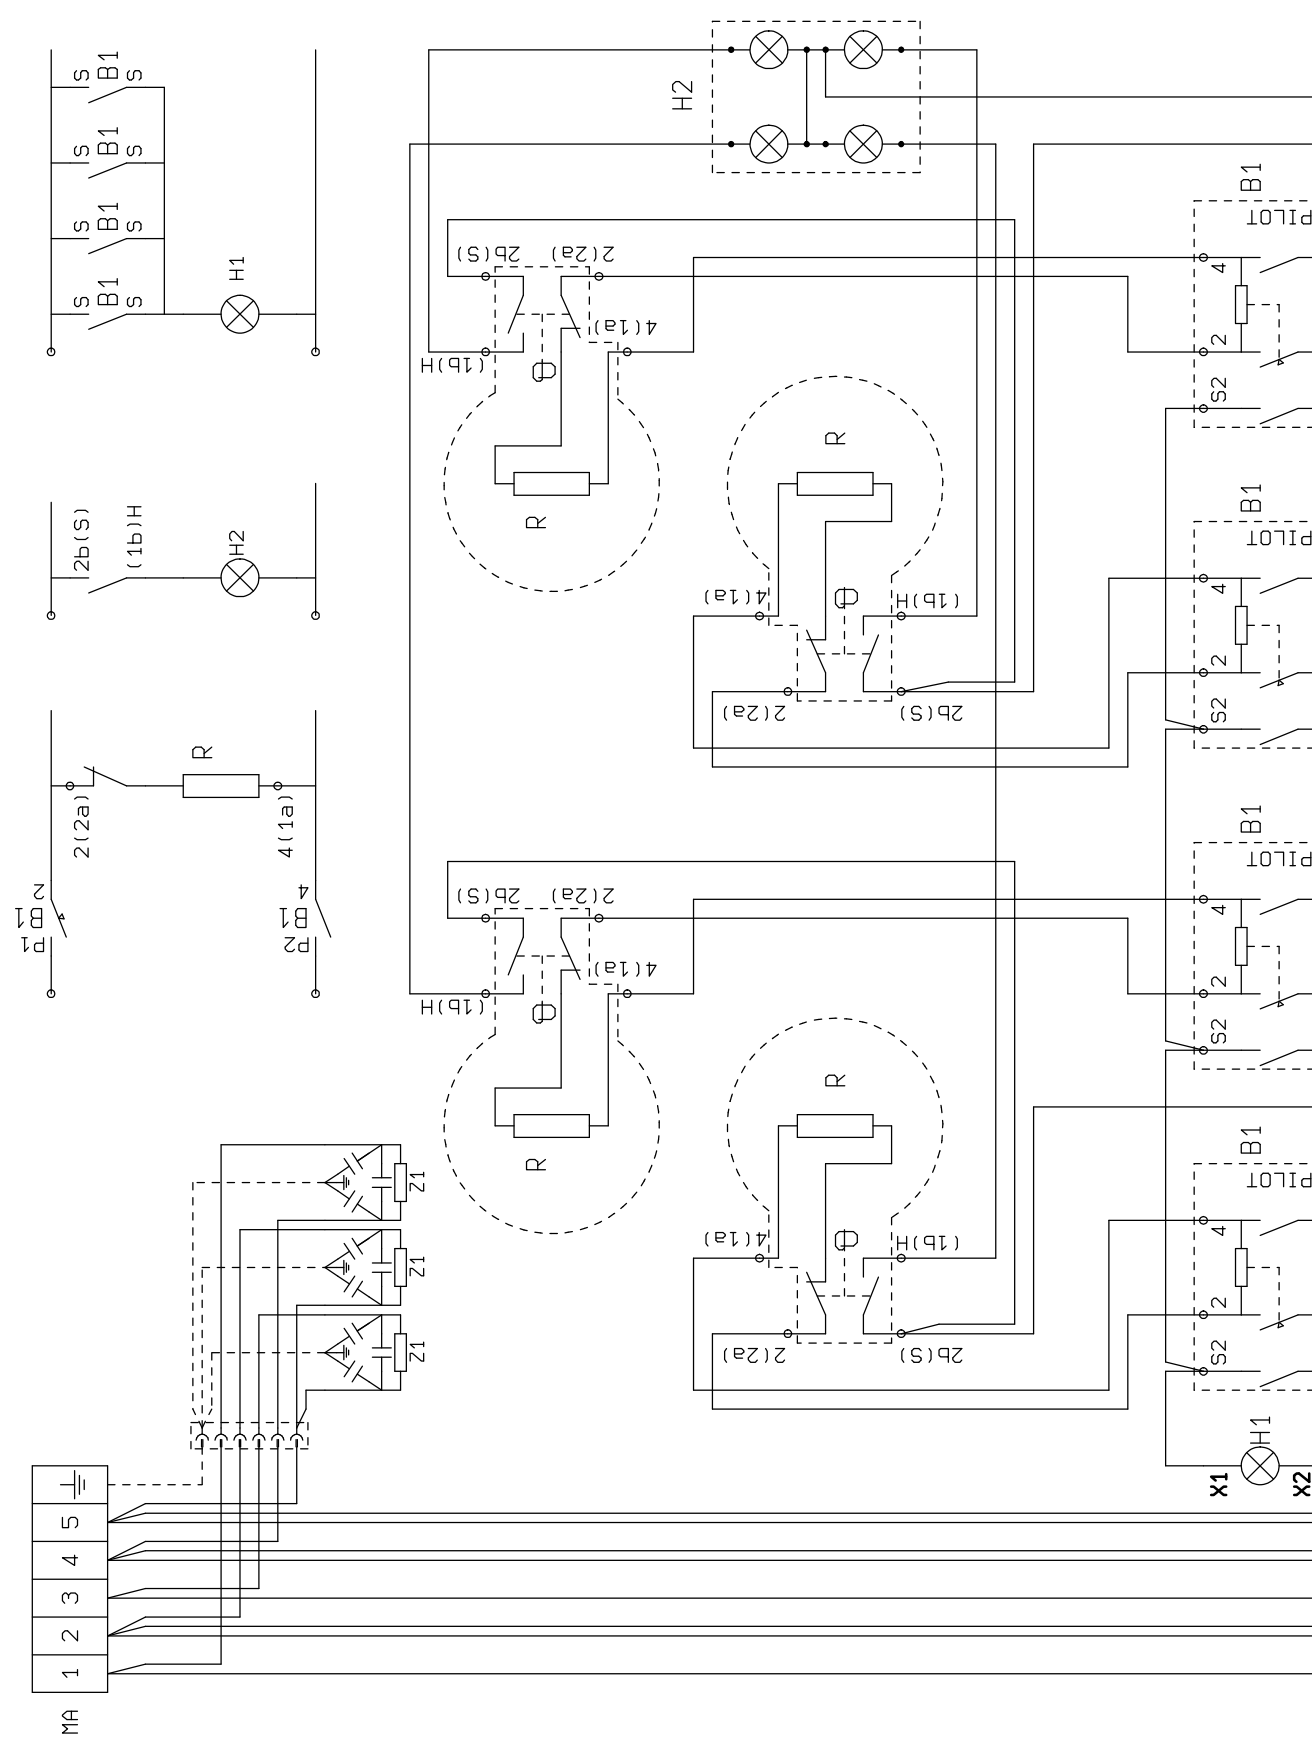 S B1 S
S B1 S
S B1 S
S B1 S
H1
2b(S)
(1b)H
H2
2(2a)
R
4(1a)
2
B1
P1
4
B1
P2
H2
2b(S)
2(2a)
(1b)H
4(1a)
R
R
4(1a)
(1b)H
2(2a)
2b(S)
2b(S)
2(2a)
(1b)H
4(1a)
R
R
4(1a)
(1b)H
2(2a)
2b(S)
B1
PILOT
4
2
S2
B1
PILOT
4
2
S2
B1
PILOT
4
2
S2
B1
PILOT
4
2
S2
H1
X1
X2
Z1
Z1
Z1
5
4
3
2
1
MA